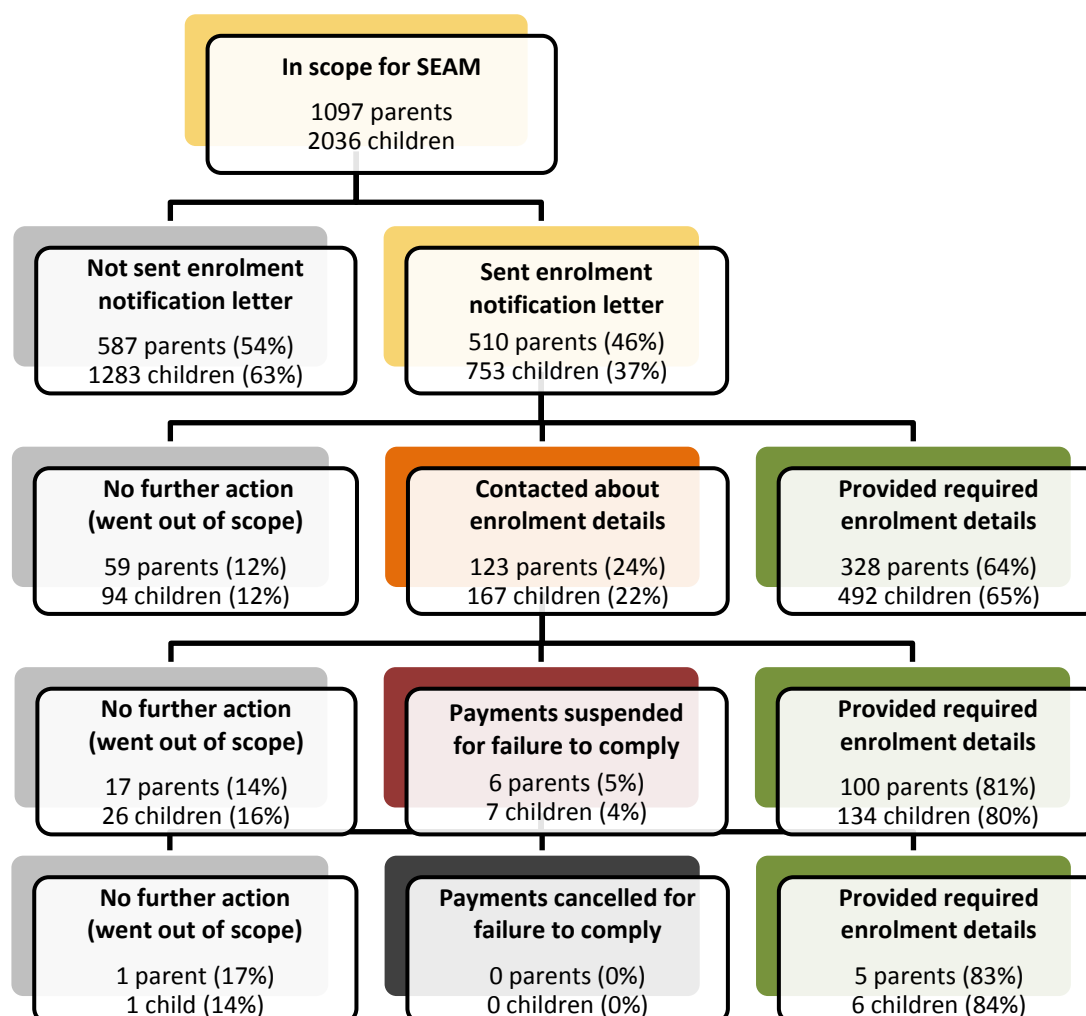 In scope for SEAM
1097 parents
2036 children
Not sent enrolment
notification letter
587 parents (54%)
1283 children (63%)
Sent enrolment
notification letter
510 parents (46%)
753 children (37%)
No further action
(went out of scope)
59 parents (12%)
94 children (12%)
Contacted about
enrolment details
123 parents (24%)
167 children (22%)
Provided required
enrolment details
328 parents (64%)
492 children (65%)
No further action
(went out of scope)
17 parents (14%)
26 children (16%)
Payments suspended
for failure to comply
6 parents (5%)
7 children (4%)
Provided required
enrolment details
100 parents (81%)
134 children (80%)
No further action
(went out of scope)
1 parent (17%)
1 child (14%)
Payments cancelled for
failure to comply
0 parents (0%)
0 children (0%)
Provided required
enrolment details
5 parents (83%)
6 children (84%)